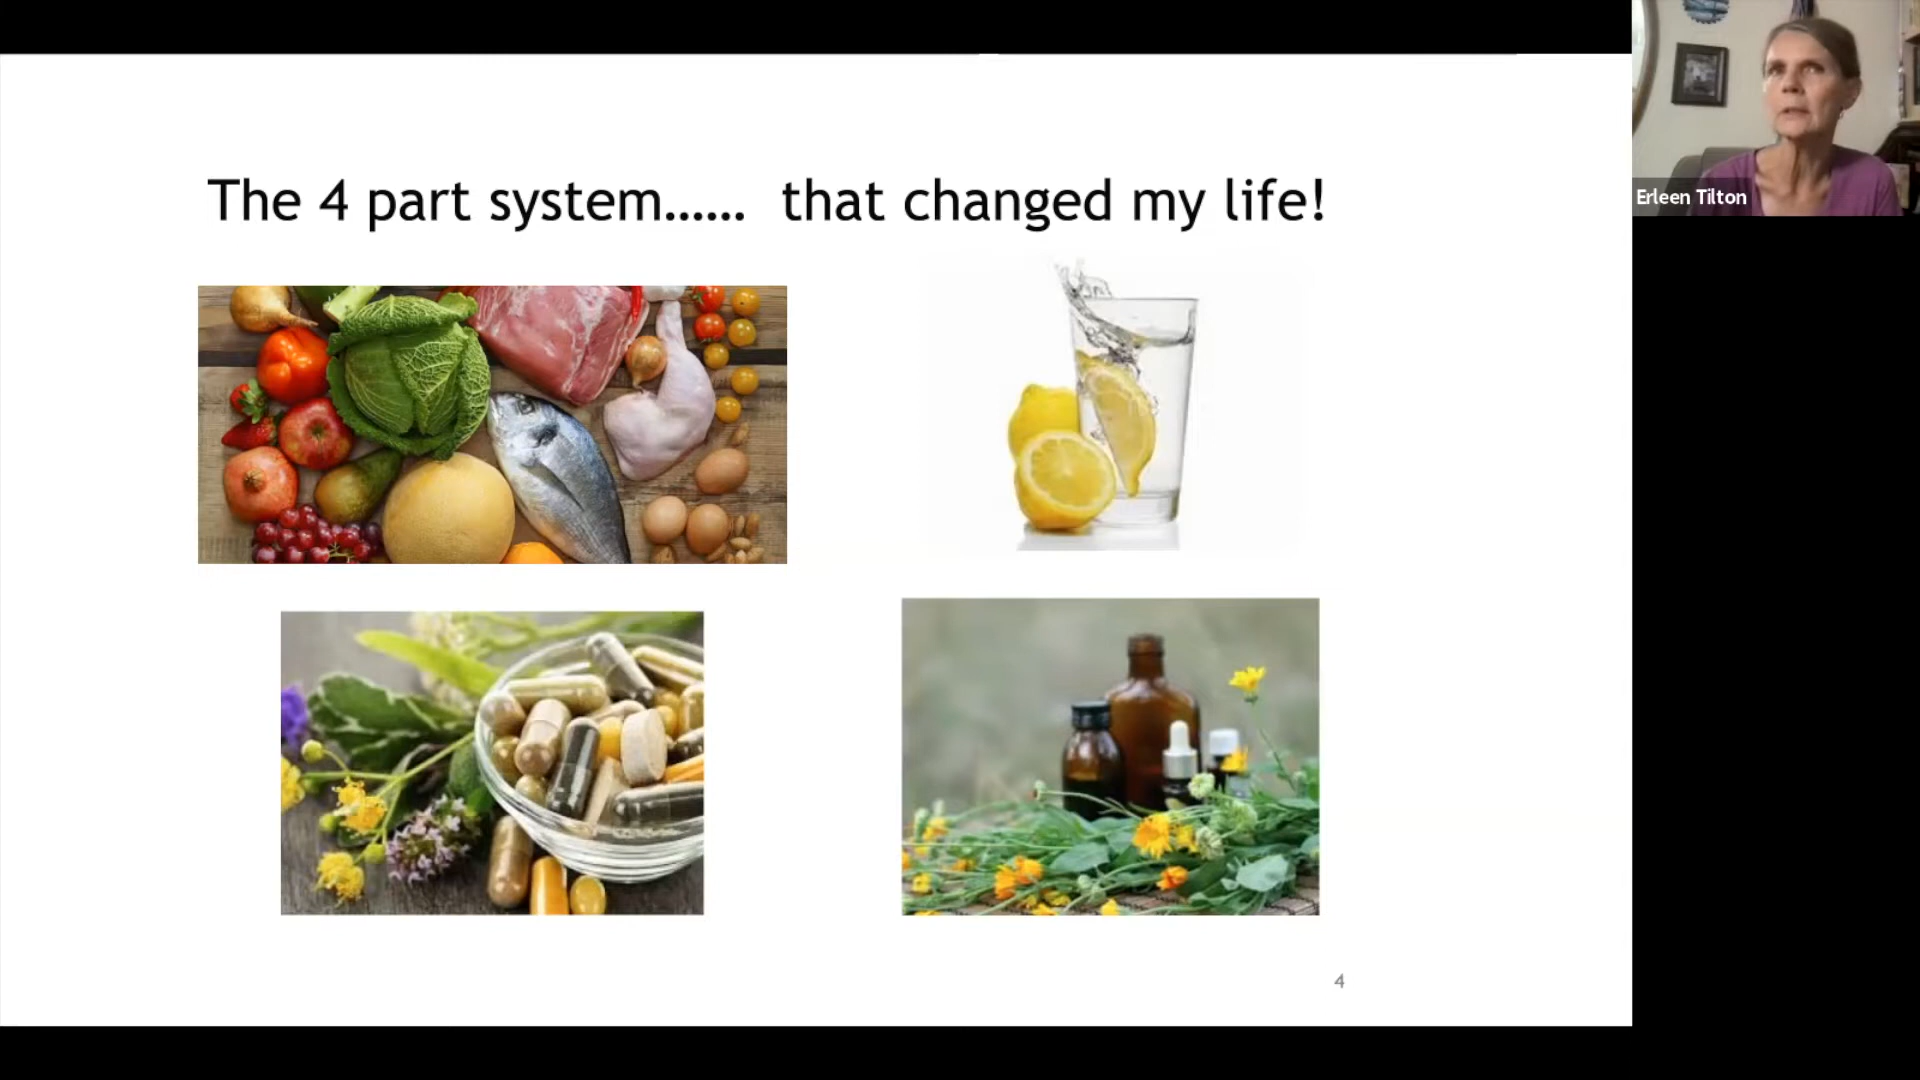 The 4 part system...... that changed my life!
Erleen Tilton
4